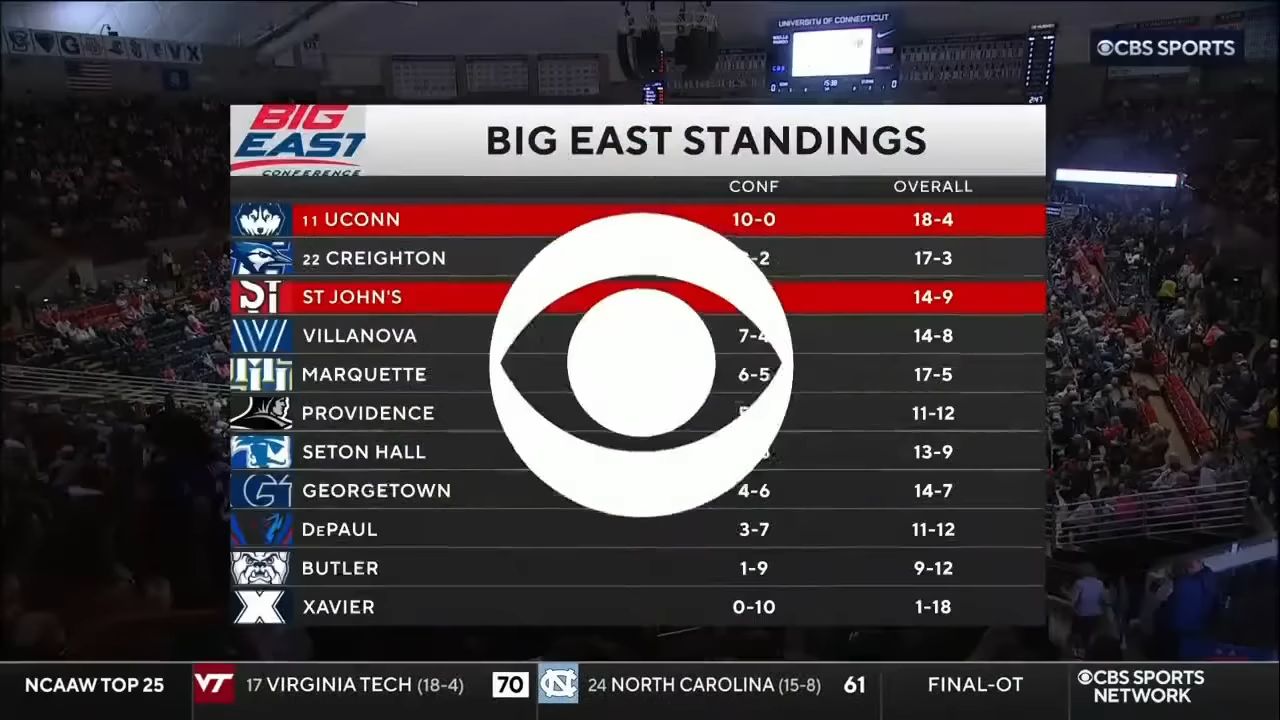 UNIVERSITY OF CONNECTICUT
CBS SPORTS
BIG EAST CONFERENCE
BIG EAST STANDINGS
CONF OVERALL
11 UCONN 10-0 18-4
22 CREIGHTON -2 17-3
ST JOHN'S 14-9
VILLANOVA 7-4 14-8
MARQUETTE 6-5 17-5
PROVIDENCE 11-12
SETON HALL 13-9
GEORGETOWN 4-6 14-7
DEPAUL 3-7 11-12
BUTLER 1-9 9-12
XAVIER 0-10 1-18
NCAAW TOP 25 VT 17 VIRGINIA TECH (18-4) 70 NC 24 NORTH CAROLINA (15-8) 61 FINAL-OT CBS SPORTS NETWORK